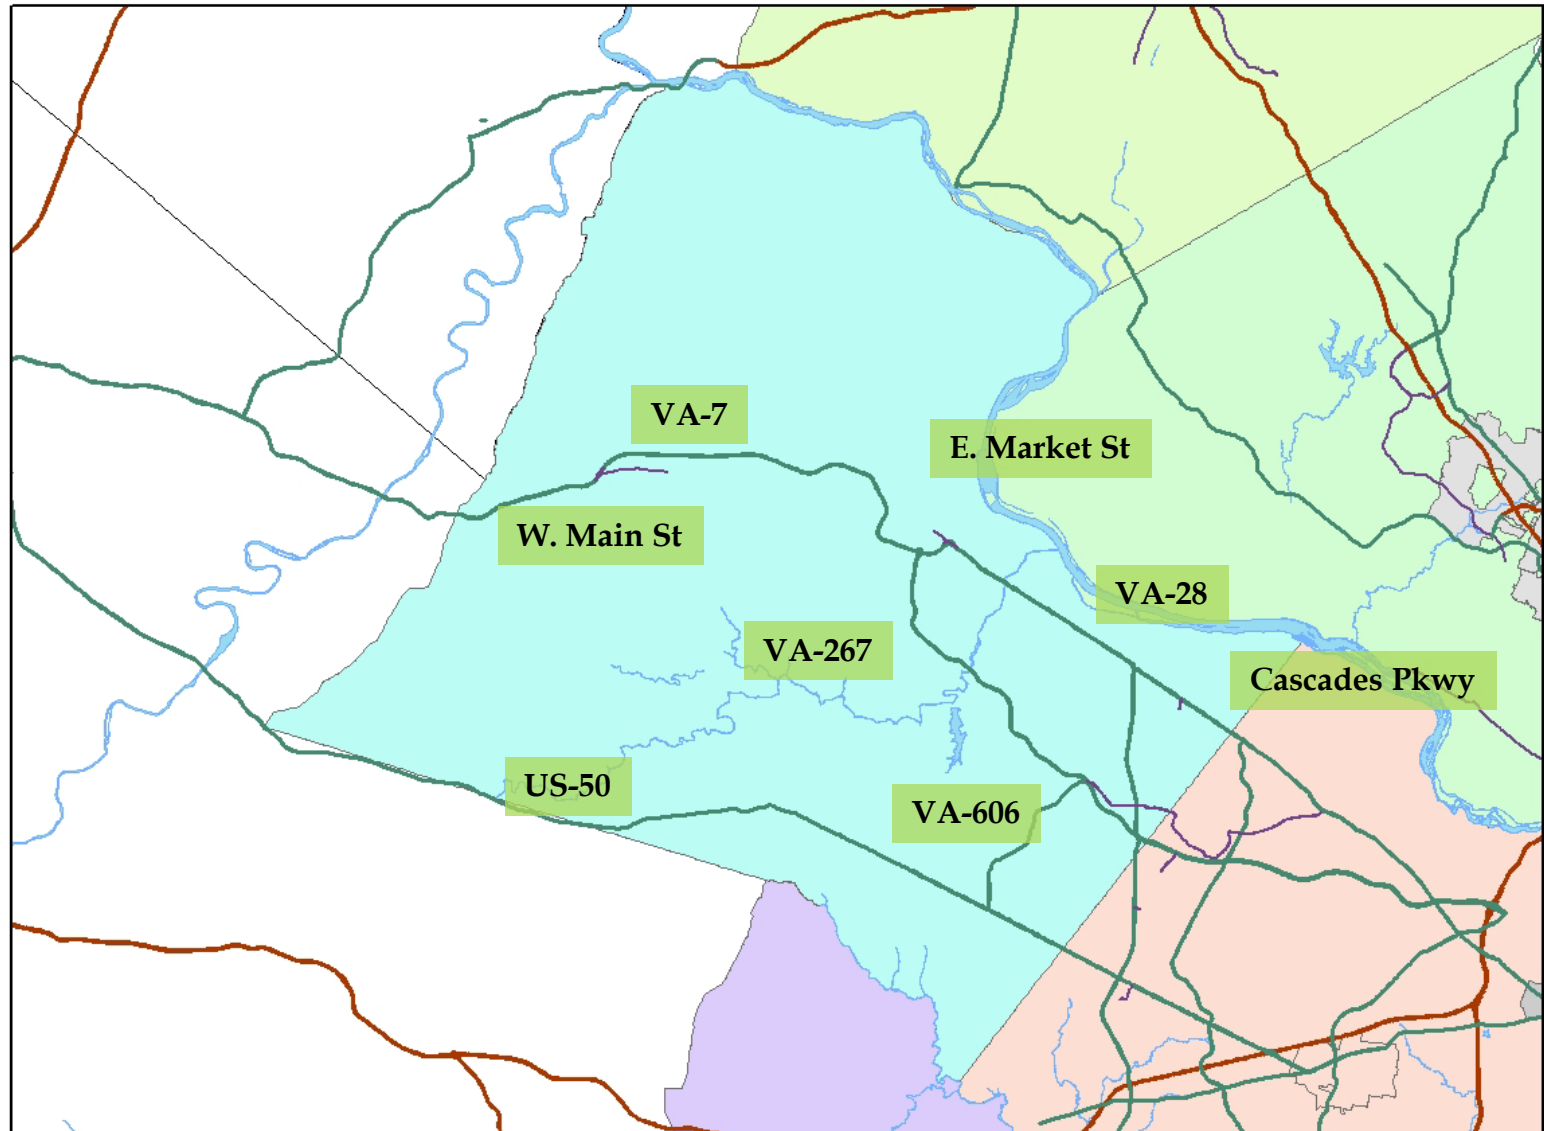 VA-7
E. Market St
W. Main St
VA-28
VA-267
Cascades Pkwy
US-50
VA-606